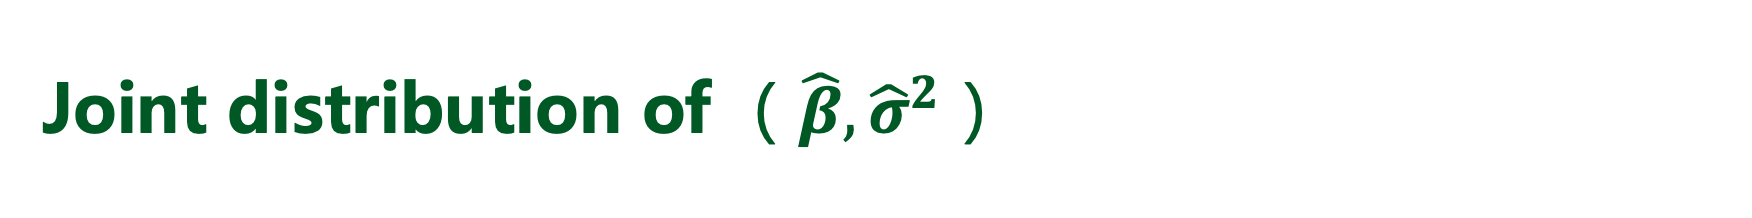 Joint distribution of ( β̂, σ̂² )